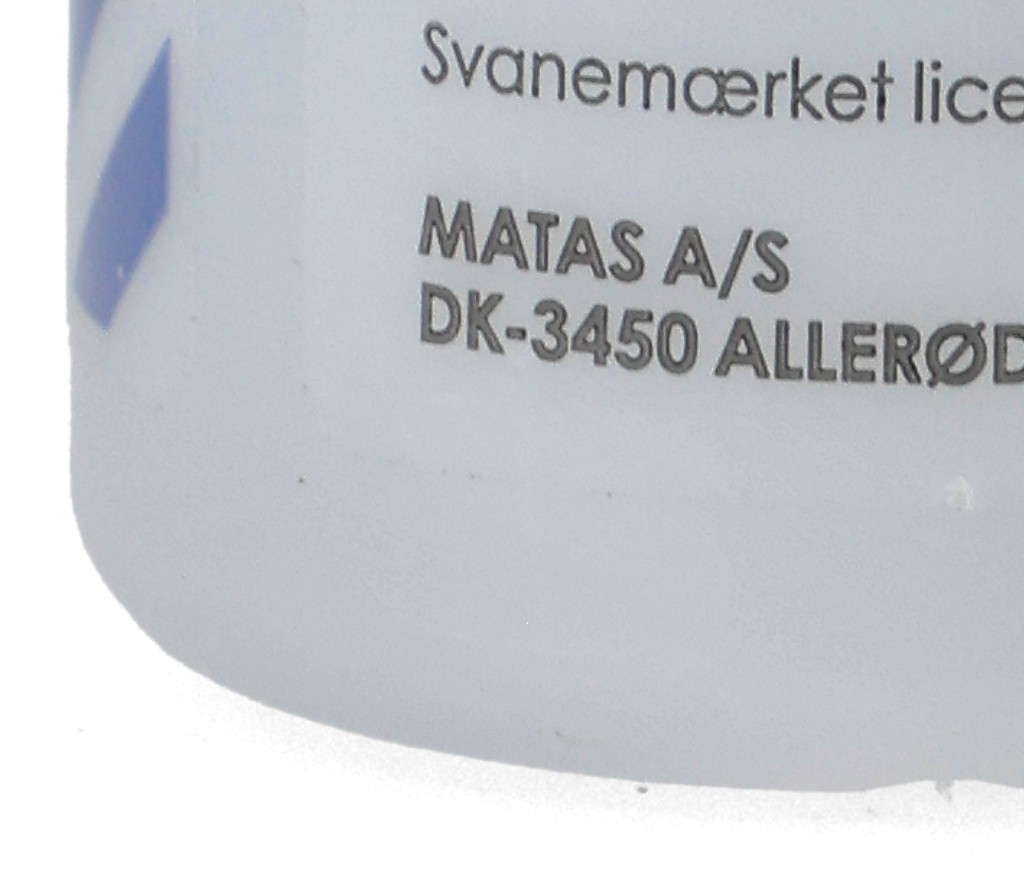 Svanemærket lice
MATAS A/S
DK-3450 ALLERØD